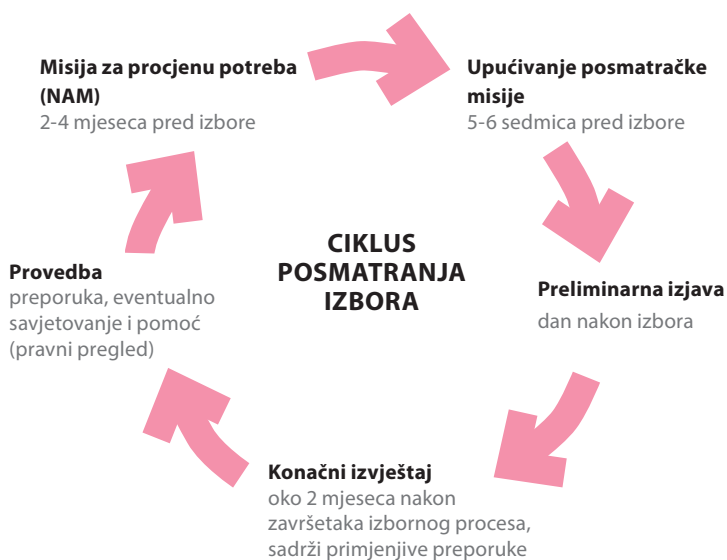 Misija za procjenu potreba
(NAM)
2-4 mjeseca pred izbore
Upućivanje posmatračke
misije
5-6 sedmica pred izbore
CIKLUS
POSMATRANJA
IZBORA
Preliminarna izjava
dan nakon izbora
Konačni izvještaj
oko 2 mjeseca nakon
završetaka izbornog procesa,
sadrži primjenjive preporuke
Provedba
preporuka, eventualno
savjetovanje i pomoć
(pravni pregled)